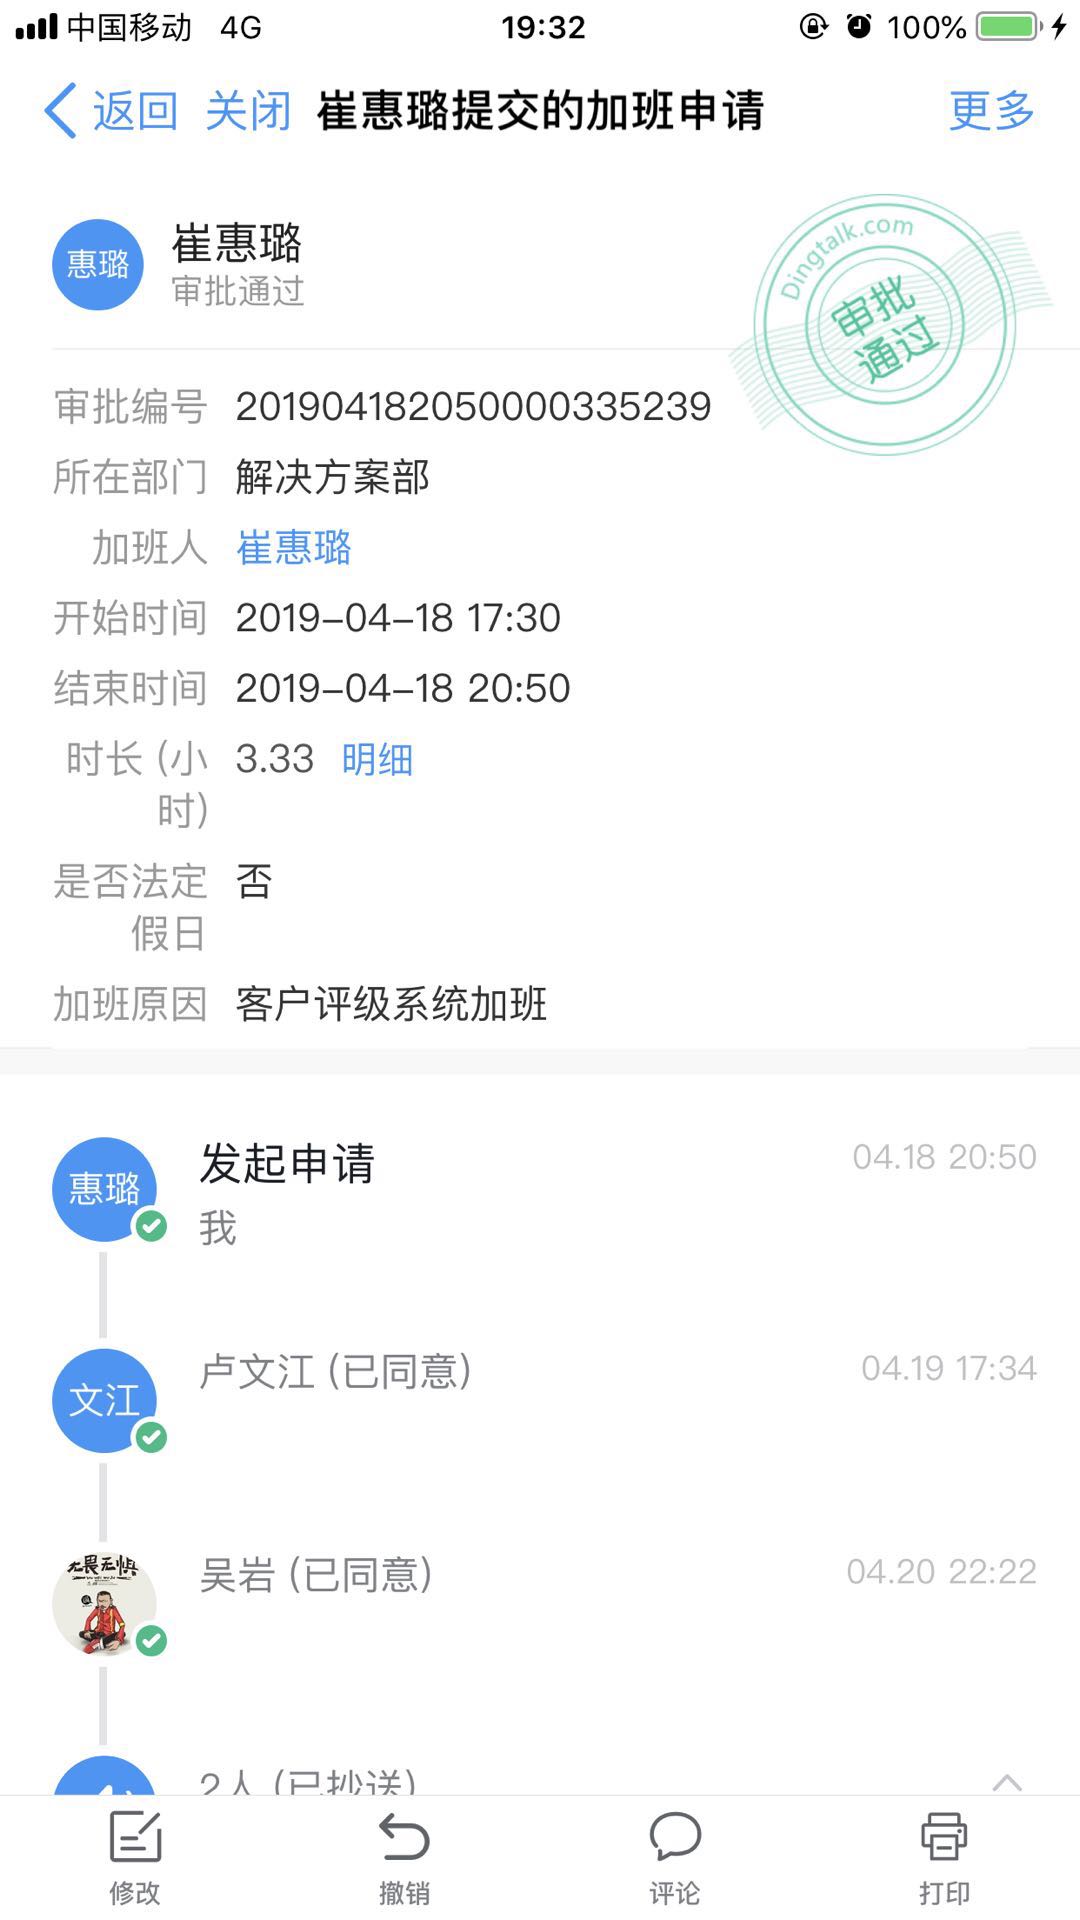 中国移动 4G 19:32 100%
返回 关闭 崔惠璐提交的加班申请 更多
惠璐 崔惠璐
审批通过
Dingtalk.com
审批
通过
审批编号 201904182050000335239
所在部门 解决方案部
加班人 崔惠璐
开始时间 2019-04-18 17:30
结束时间 2019-04-18 20:50
时长 (小 3.33 明细
时)
是否法定 否
假日
加班原因 客户评级系统加班
发起申请 04.18 20:50
惠璐
我
卢文江 (已同意) 04.19 17:34
文江
无畏无惧
吴岩 (已同意) 04.20 22:22
2人 (已抄送)
修改 撤销 评论 打印